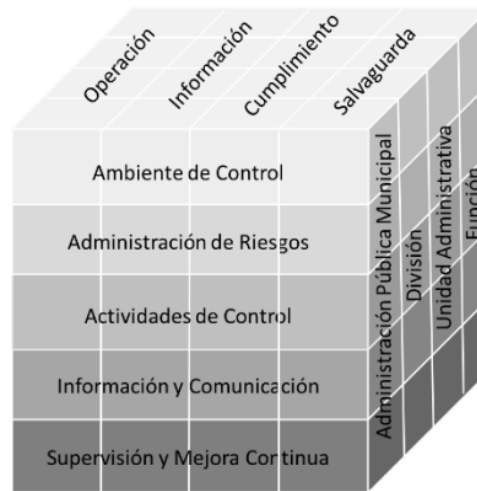 Operación
Información
Cumplimiento
Salvaguarda
Ambiente de Control
Administración de Riesgos
Actividades de Control
Información y Comunicación
Supervisión y Mejora Continua
Administración Pública Municipal
División
Unidad Administrativa
Función